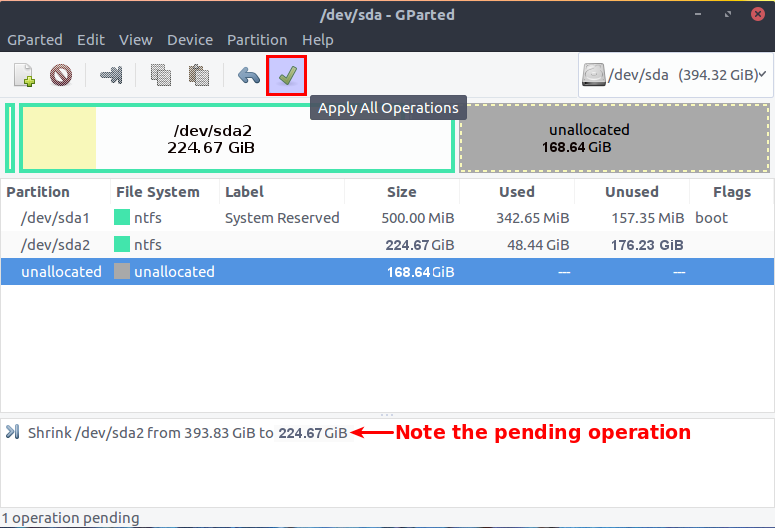 /dev/sda - GParted
GParted Edit View Device Partition Help
/dev/sda (394.32 GiB)
Apply All Operations
/dev/sda2
224.67 GiB
unallocated
168.64 GiB
Partition File System Label Size Used Unused Flags
/dev/sda1 ntfs System Reserved 500.00 MiB 342.65 MiB 157.35 MiB boot
/dev/sda2 ntfs 224.67 GiB 48.44 GiB 176.23 GiB
unallocated unallocated 168.64 GiB — —
Shrink /dev/sda2 from 393.83 GiB to 224.67 GiB Note the pending operation
1 operation pending